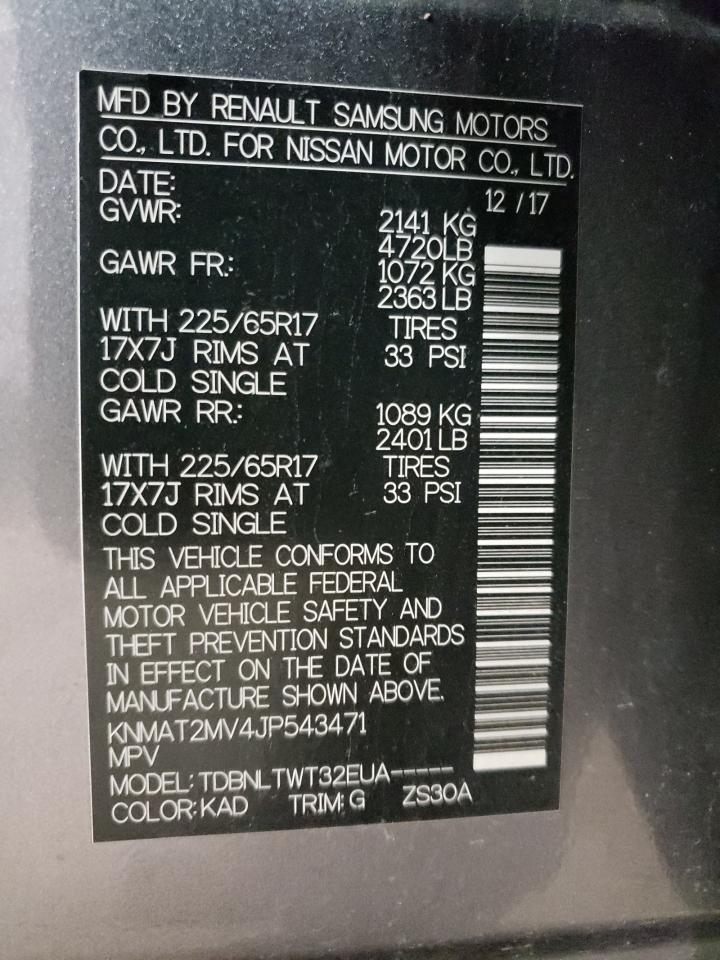 MFD BY RENAULT SAMSUNG MOTORS
CO., LTD. FOR NISSAN MOTOR CO., LTD.
DATE: 12 / 17
GVWR: 2141 KG
4720LB
GAWR FR.: 1072 KG
2363 LB
WITH 225/65R17 TIRES
17X7J RIMS AT 33 PSI
COLD SINGLE
GAWR RR.: 1089 KG
2401 LB
WITH 225/65R17 TIRES
17X7J RIMS AT 33 PSI
COLD SINGLE
THIS VEHICLE CONFORMS TO
ALL APPLICABLE FEDERAL
MOTOR VEHICLE SAFETY AND
THEFT PREVENTION STANDARDS
IN EFFECT ON THE DATE OF
MANUFACTURE SHOWN ABOVE.
KNMAT2MV4JP543471
MPV
MODEL: TDBNLTWT32EUA-----
COLOR: KAD TRIM: G ZS30A